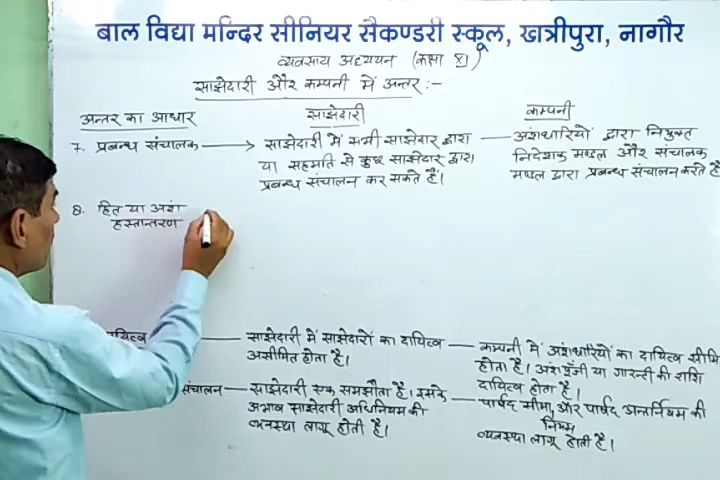 बाल विद्या मन्दिर सीनियर सैकण्डरी स्कूल, खत्रीपुरा, नागौर
व्यवसाय अध्ययन (कक्षा XI)
साझेदारी और कम्पनी में अन्तर :-
अन्तर का आधार साझेदारी कम्पनी
7. प्रबन्ध संचालक साझेदारी में सभी साझेदार द्वारा अंशधारियों द्वारा नियुक्त
या सहमति से कुछ साझेदार द्वारा निदेशक मण्डल और संचालक
प्रबन्ध संचालन कर सकते हैं। मण्डल द्वारा प्रबन्ध संचालन करते है
8. हित या अंश
हस्तान्तरण
साझेदारी में साझेदारों का दायित्व कम्पनी में अंशधारियों का दायित्व
असीमित होता है। होता है। अंशपूंजी या गारन्टी की राशि
दायित्व होता है।
संचालन साझेदारी एक समझौता है। इसके पार्षद सीमा, और पार्षद अन्तर्नियम की
अभाव साझेदारी अधिनियम की नियम
व्यवस्था लागू होती है। व्यवस्था लागू होती है।